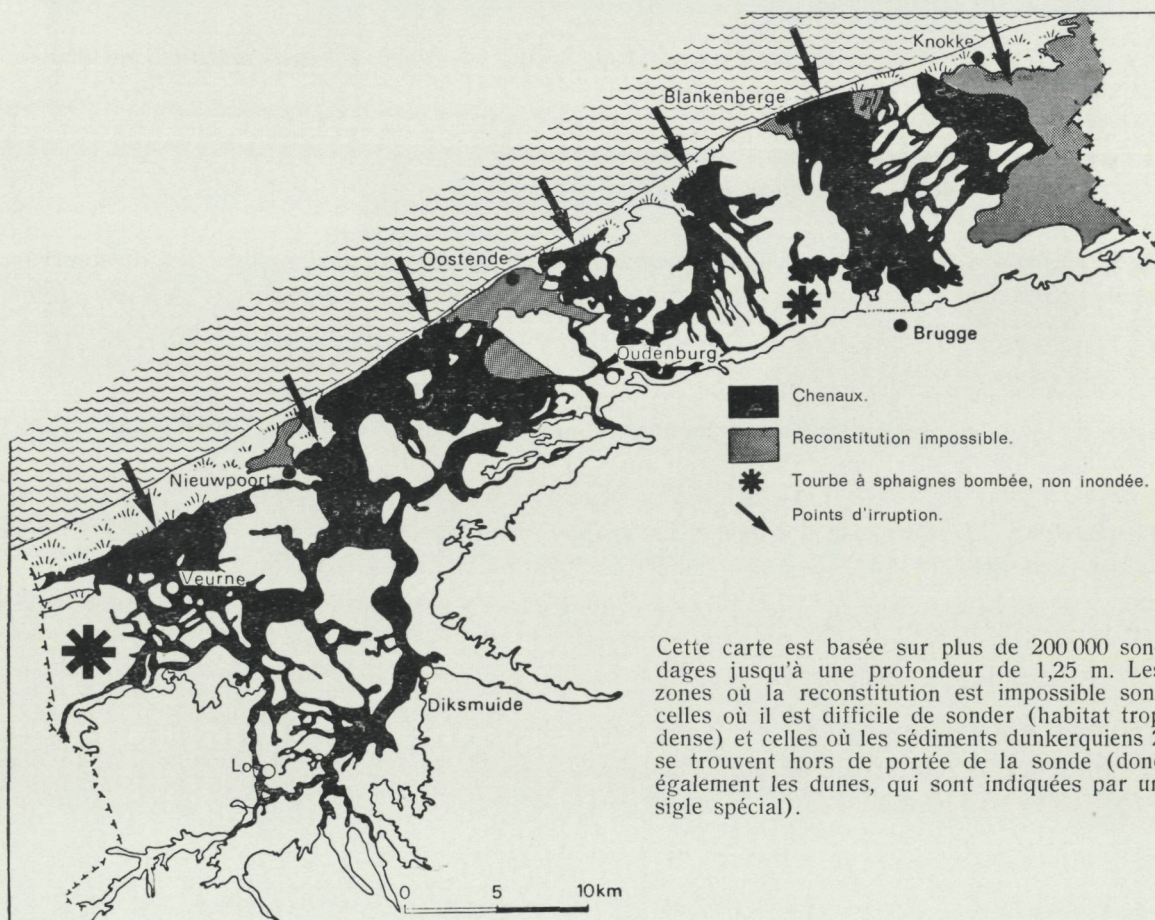 Knokke
Blankenberge
Oostende
Brugge
Oudenburg
Chenaux.
Reconstitution impossible.
Tourbe à sphaignes bombée, non inondée.
Points d'irruption.
Nieuwpoort
Veurne
Diksmuide
Lo
0 5 10km
Cette carte est basée sur plus de 200 000 son
dages jusqu'à une profondeur de 1,25 m. Les
zones où la reconstitution est impossible son
celles où il est difficile de sonder (habitat trop
dense) et celles où les sédiments dunkerquiens 2
se trouvent hors de portée de la sonde (donc
également les dunes, qui sont indiquées par un
sigle spécial).